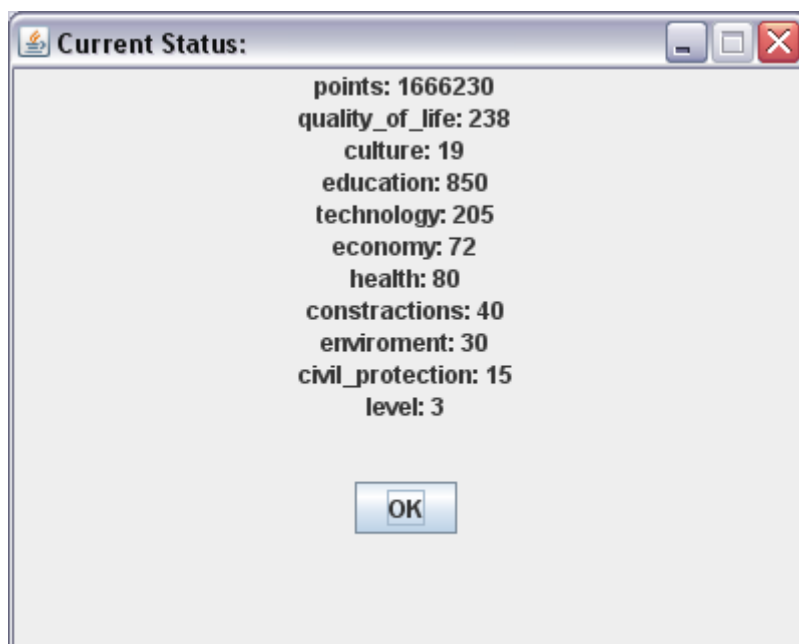 Current Status:
points: 1666230
quality_of_life: 238
culture: 19
education: 850
technology: 205
economy: 72
health: 80
constractions: 40
enviroment: 30
civil_protection: 15
level: 3
OK